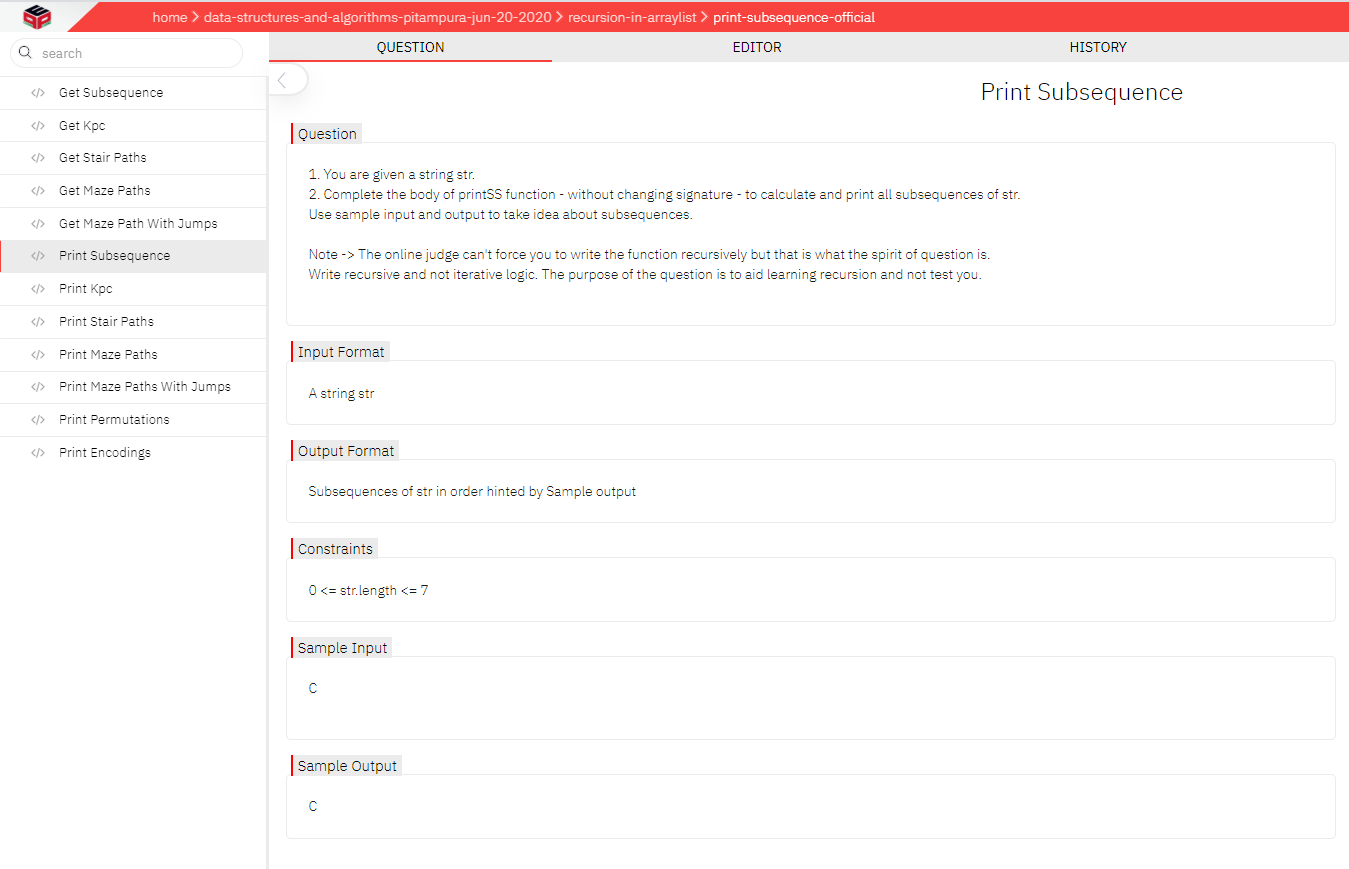 home > data-structures-and-algorithms-pitampura-jun-20-2020 > recursion-in-arraylist > print-subsequence-official
search
QUESTION EDITOR HISTORY
</> Get Subsequence
</> Get Kpc
</> Get Stair Paths
</> Get Maze Paths
</> Get Maze Path With Jumps
</> Print Subsequence
</> Print Kpc
</> Print Stair Paths
</> Print Maze Paths
</> Print Maze Paths With Jumps
</> Print Permutations
</> Print Encodings
Print Subsequence
Question
1. You are given a string str.
2. Complete the body of printSS function - without changing signature - to calculate and print all subsequences of str.
Use sample input and output to take idea about subsequences.
Note -> The online judge can't force you to write the function recursively but that is what the spirit of question is.
Write recursive and not iterative logic. The purpose of the question is to aid learning recursion and not test you.
Input Format
A string str
Output Format
Subsequences of str in order hinted by Sample output
Constraints
0 <= str.length <= 7
Sample Input
C
Sample Output
C